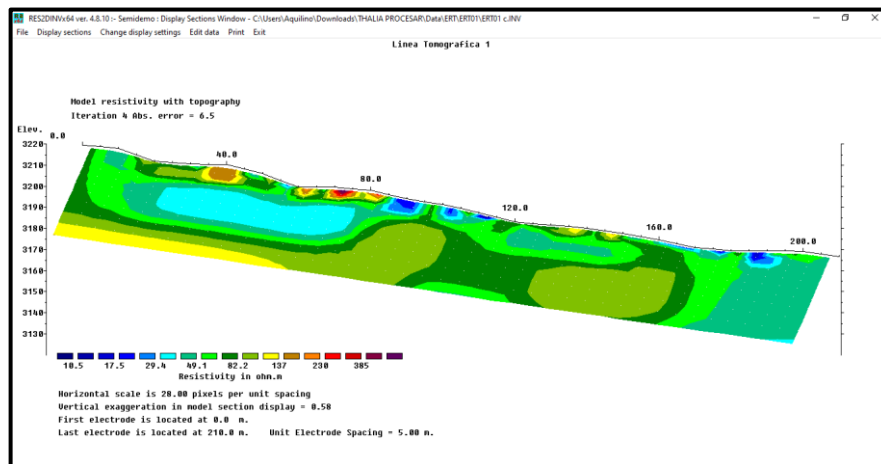 RES2DINVx64 ver. 4.8.10 :- Semidemo : Display Sections Window - C:\Users\Aquilino\Downloads\THALIA PROCESAR\Data\ERT\ERT01\ERT01 c.INV
File Display sections Change display settings Edit data Print Exit
Linea Tomografica 1
Model resistivity with topography
Iteration 4 Abs. error = 6.5
Elev. 0.0
3220
40.0
3210
3200
80.0
3190
120.0
3180
160.0
3170
200.0
3160
3150
3140
3130
10.5 17.5 29.4 49.1 82.2 137 230 385
Resistivity in ohm.m
Horizontal scale is 28.00 pixels per unit spacing
Vertical exaggeration in model section display = 0.58
First electrode is located at 0.0 m.
Last electrode is located at 210.0 m. Unit Electrode Spacing = 5.00 m.